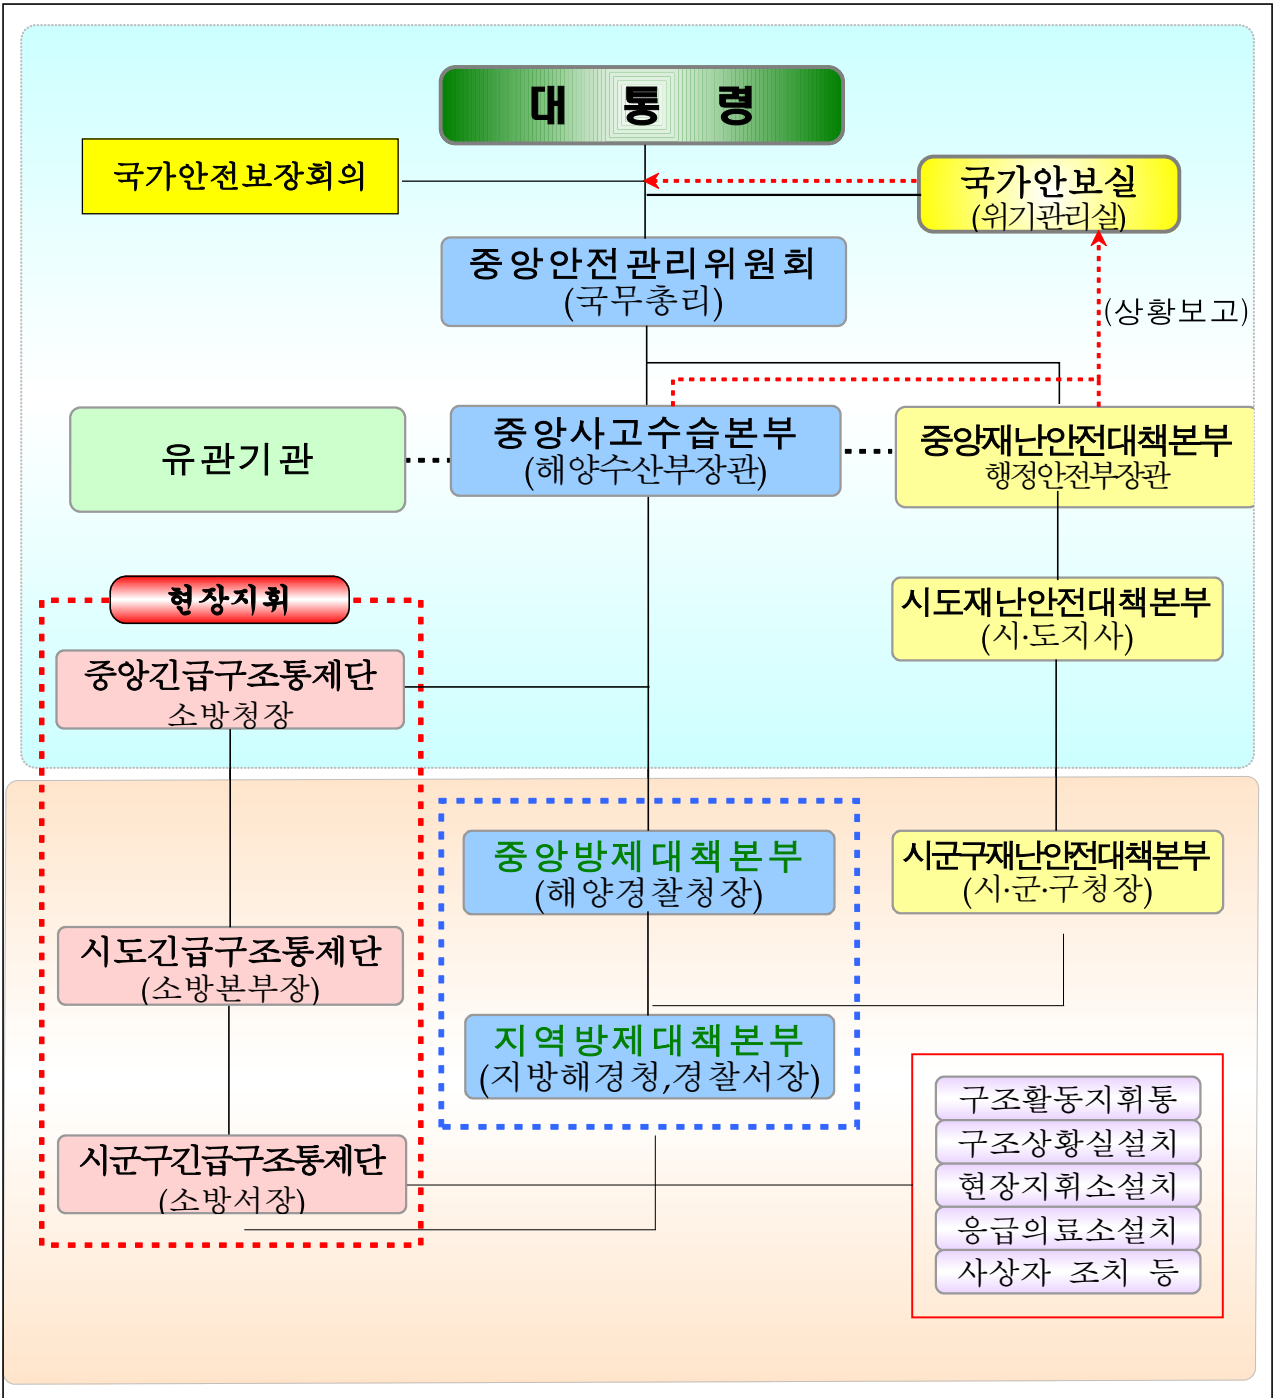 대 통 령
국가안전보장회의
국가안보실
(위기관리실)
중앙안전관리위원회
(국무총리)
(상황보고)
유관기관
중앙사고수습본부
(해양수산부장관)
중앙재난안전대책본부
행정안전부장관
현장지휘
시도재난안전대책본부
(시·도지사)
중앙긴급구조통제단
소방청장
중앙방제대책본부
(해양경찰청장)
시군구재난안전대책본부
(시·군·구청장)
시도긴급구조통제단
(소방본부장)
지역방제대책본부
(지방해경청,경찰서장)
시군구긴급구조통제단
(소방서장)
구조활동지휘통
구조상황실설치
현장지휘소설치
응급의료소설치
사상자 조치 등